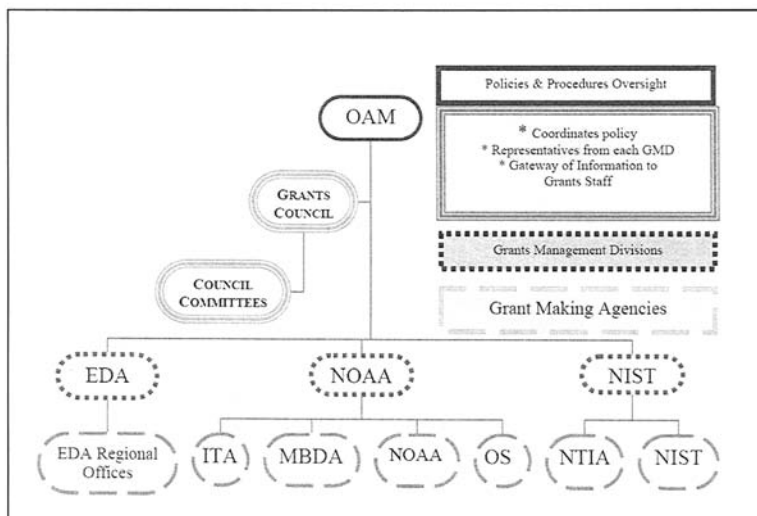 OAM
Policies & Procedures Oversight
* Coordinates policy
* Representatives from each GMD
* Gateway of Information to
Grants Staff
GRANTS
COUNCIL
COUNCIL
COMMITTEES
Grants Management Divisions
Grant Making Agencies
EDA
NOAA
NIST
EDA Regional
Offices
ITA
MBDA
NOAA
OS
NTIA
NIST